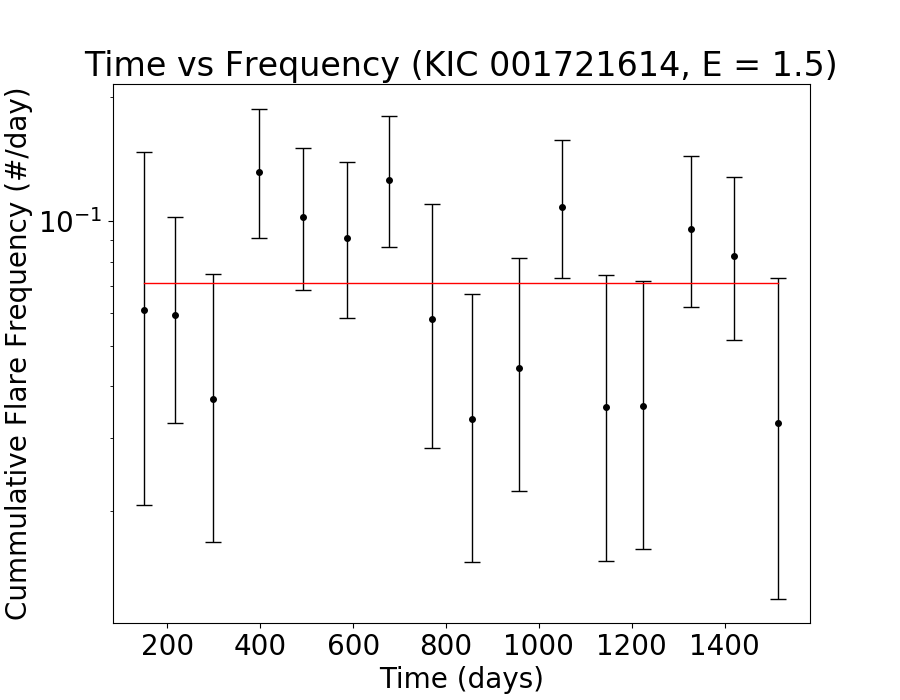 Time vs Frequency (KIC 001721614, E = 1.5)
Cummulative Flare Frequency (#/day)
10⁻¹
200 400 600 800 1000 1200 1400
Time (days)